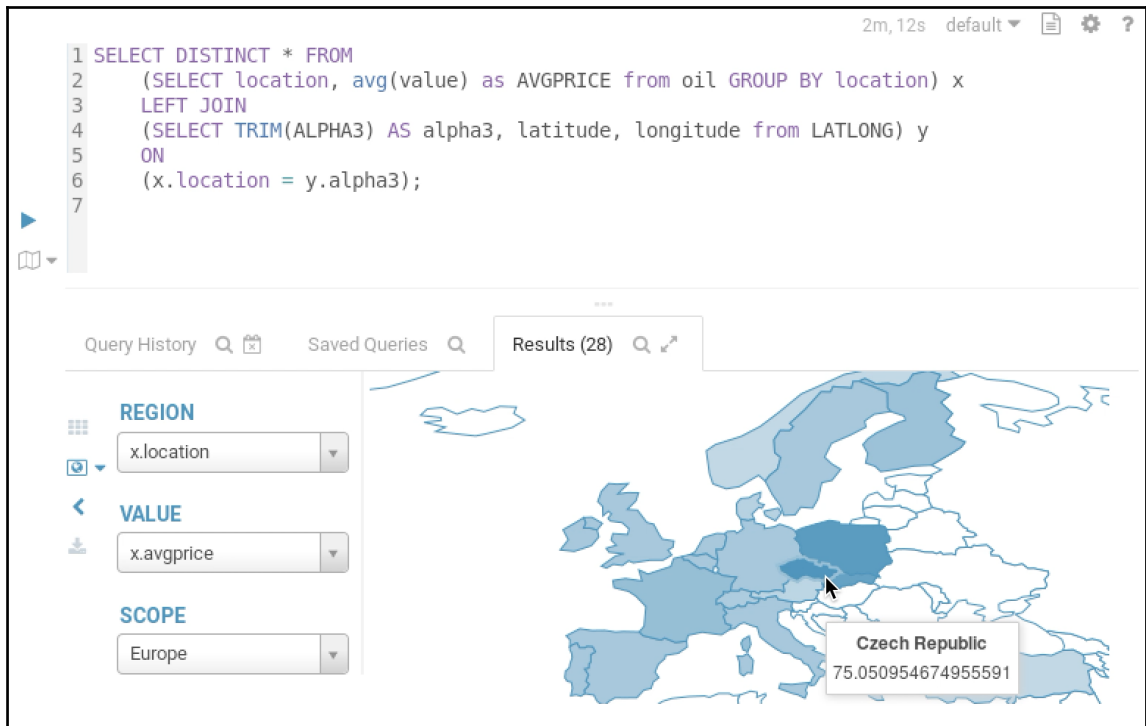 2m, 12s default ?
1 SELECT DISTINCT * FROM
2 (SELECT location, avg(value) as AVGPRICE from oil GROUP BY location) x
3 LEFT JOIN
4 (SELECT TRIM(ALPHA3) AS alpha3, latitude, longitude from LATLONG) y
5 ON
6 (x.location = y.alpha3);
7
Query History Saved Queries Results (28)
REGION
x.location
VALUE
x.avgprice
SCOPE
Europe
Czech Republic
75.050954674955591